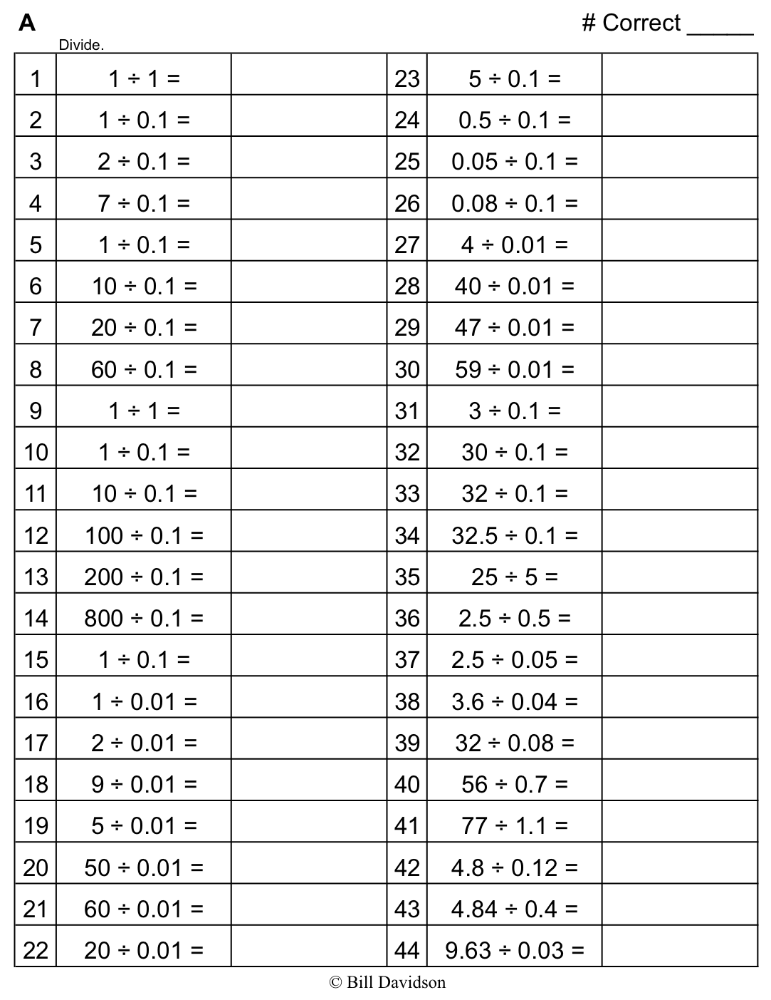 A # Correct _____
Divide.
1 1 ÷ 1 = 23 5 ÷ 0.1 =
2 1 ÷ 0.1 = 24 0.5 ÷ 0.1 =
3 2 ÷ 0.1 = 25 0.05 ÷ 0.1 =
4 7 ÷ 0.1 = 26 0.08 ÷ 0.1 =
5 1 ÷ 0.1 = 27 4 ÷ 0.01 =
6 10 ÷ 0.1 = 28 40 ÷ 0.01 =
7 20 ÷ 0.1 = 29 47 ÷ 0.01 =
8 60 ÷ 0.1 = 30 59 ÷ 0.01 =
9 1 ÷ 1 = 31 3 ÷ 0.1 =
10 1 ÷ 0.1 = 32 30 ÷ 0.1 =
11 10 ÷ 0.1 = 33 32 ÷ 0.1 =
12 100 ÷ 0.1 = 34 32.5 ÷ 0.1 =
13 200 ÷ 0.1 = 35 25 ÷ 5 =
14 800 ÷ 0.1 = 36 2.5 ÷ 0.5 =
15 1 ÷ 0.1 = 37 2.5 ÷ 0.05 =
16 1 ÷ 0.01 = 38 3.6 ÷ 0.04 =
17 2 ÷ 0.01 = 39 32 ÷ 0.08 =
18 9 ÷ 0.01 = 40 56 ÷ 0.7 =
19 5 ÷ 0.01 = 41 77 ÷ 1.1 =
20 50 ÷ 0.01 = 42 4.8 ÷ 0.12 =
21 60 ÷ 0.01 = 43 4.84 ÷ 0.4 =
22 20 ÷ 0.01 = 44 9.63 ÷ 0.03 =
© Bill Davidson